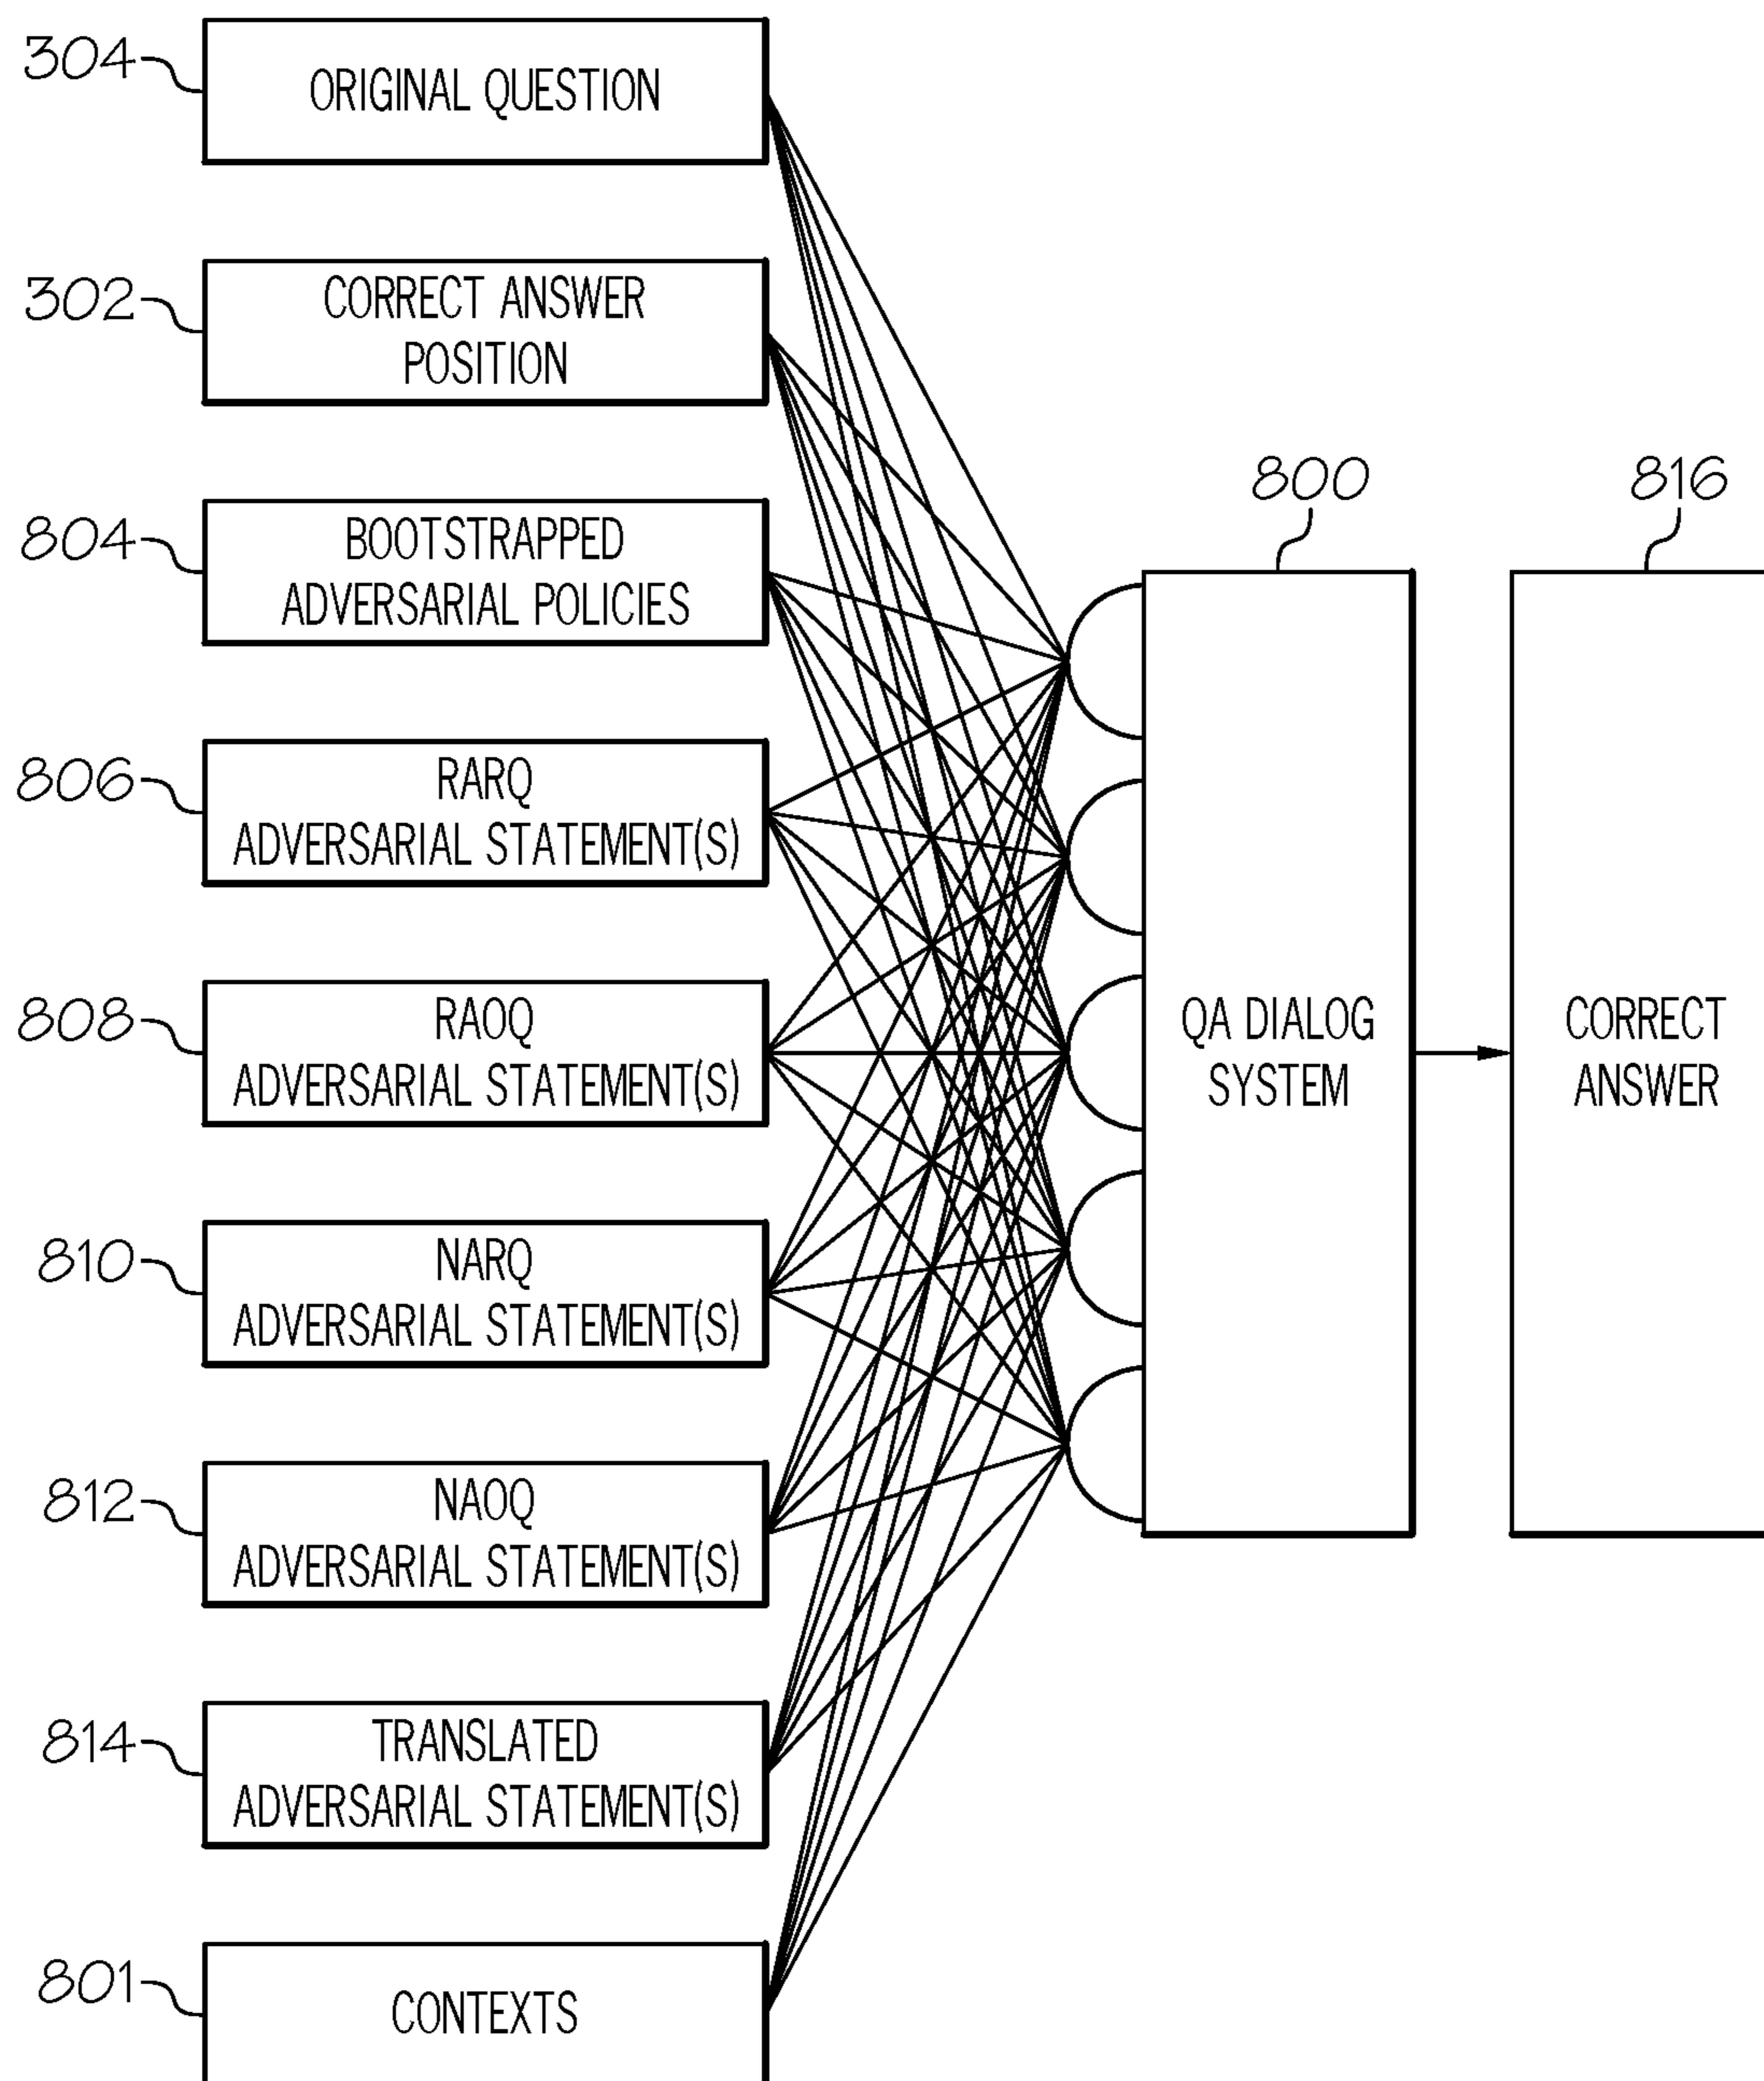 304
ORIGINAL QUESTION
302
CORRECT ANSWER
POSITION
804
BOOTSTRAPPED
ADVERSARIAL POLICIES
806
RARQ
ADVERSARIAL STATEMENT(S)
808
RAOQ
ADVERSARIAL STATEMENT(S)
810
NARQ
ADVERSARIAL STATEMENT(S)
812
NAOQ
ADVERSARIAL STATEMENT(S)
814
TRANSLATED
ADVERSARIAL STATEMENT(S)
801
CONTEXTS
800
QA DIALOG
SYSTEM
816
CORRECT
ANSWER